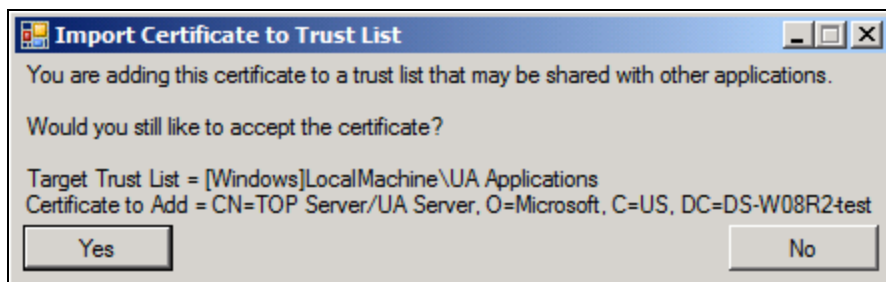 Import Certificate to Trust List
You are adding this certificate to a trust list that may be shared with other applications.
Would you still like to accept the certificate?
Target Trust List = [Windows]LocalMachine\UA Applications
Certificate to Add = CN=TOP Server/UA Server, O=Microsoft, C=US, DC=DS-W08R2-test
Yes No